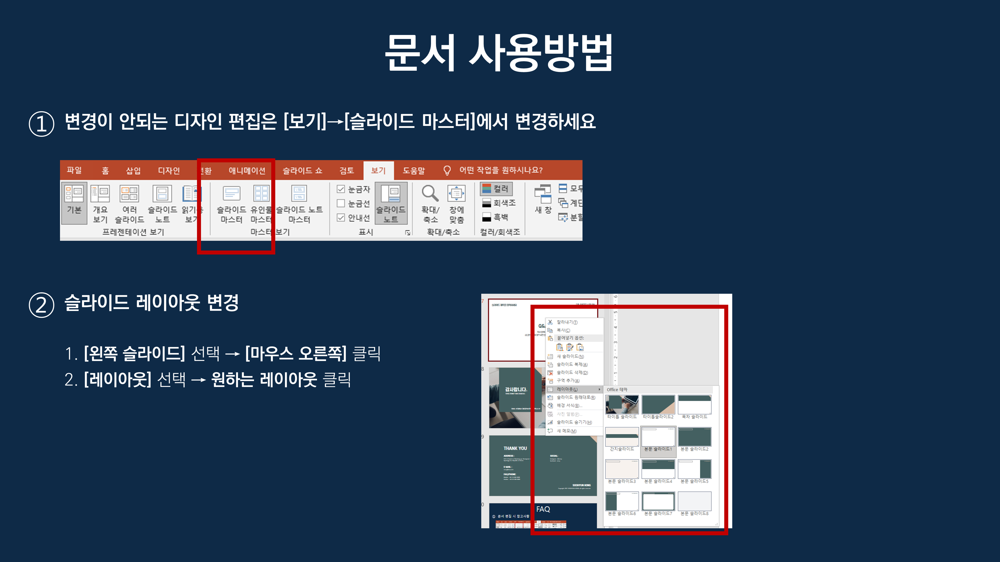 문서 사용방법
① 변경이 안되는 디자인 편집은 [보기]→[슬라이드 마스터]에서 변경하세요
파일 홈 삽입 디자인 전환 애니메이션 슬라이드 쇼 검토 보기 도움말 어떤 작업을 원하시나요?
기본 개요 보기 여러 슬라이드 슬라이드 노트 읽기용 보기 슬라이드 마스터 유인물 마스터 슬라이드 노트 마스터 눈금자 눈금선 안내선 슬라이드 노트 확대/축소 창에 맞춤 컬러 회색조 흑백 새 창
프레젠테이션 보기 마스터 보기 표시 확대/축소 컬러/회색조
② 슬라이드 레이아웃 변경
1. [왼쪽 슬라이드] 선택 → [마우스 오른쪽] 클릭
2. [레이아웃] 선택 → 원하는 레이아웃 클릭
7
잘라내기(T)
복사(C)
붙여넣기 옵션:
새 슬라이드(N)
슬라이드 복제(A)
슬라이드 삭제(D)
구역 추가(A)
레이아웃(L)
슬라이드 원래대로(R)
배경 서식(B)...
사진 앨범(P)...
슬라이드 숨기기(H)
새 메모(M)
Office 테마
타이틀 슬라이드 타이틀슬라이드2 목차 슬라이드
간지슬라이드 본문 슬라이드1 본문 슬라이드2
본문 슬라이드3 본문 슬라이드4 본문 슬라이드5
본문 슬라이드6 본문 슬라이드7 본문 슬라이드8
6 5 4 3 2 1
8
감사합니다.
9
THANK YOU
ADDRESS :
E-MAIL :
FAX/PHONE:
SOCIAL:
SOOHYUN HONG
0
FAQ
① 문서 편집 시 참고사항